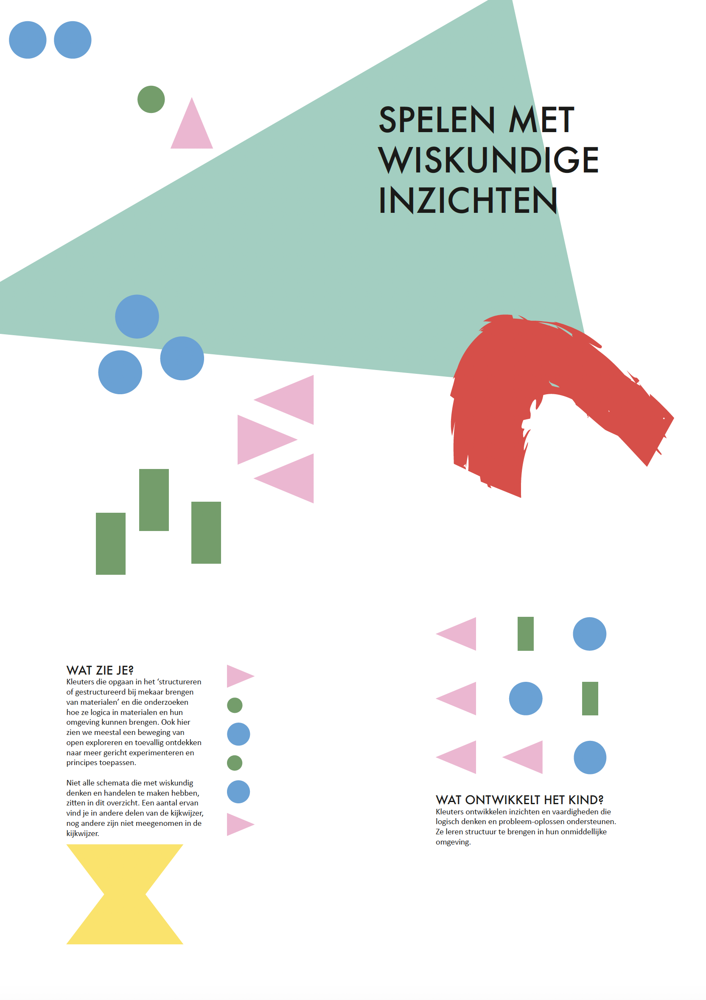 SPELEN MET
WISKUNDIGE
INZICHTEN
WAT ZIE JE?
Kleuters die opgaan in het ‘structureren
of gestructureerd bij mekaar brengen
van materialen’ en die onderzoeken
hoe ze logica in materialen en hun
omgeving kunnen brengen. Ook hier
zien we meestal een beweging van
open exploreren en toevallig ontdekken
naar meer gericht experimenteren en
principes toepassen.
Niet alle schemata die met wiskundig
denken en handelen te maken hebben,
zitten in dit overzicht. Een aantal ervan
vind je in andere delen van de kijkwijzer,
nog andere zijn niet meegenomen in de
kijkwijzer.
WAT ONTWIKKELT HET KIND?
Kleuters ontwikkelen inzichten en vaardigheden die
logisch denken en probleem-oplossen ondersteunen.
Ze leren structuur te brengen in hun onmiddellijke
omgeving.